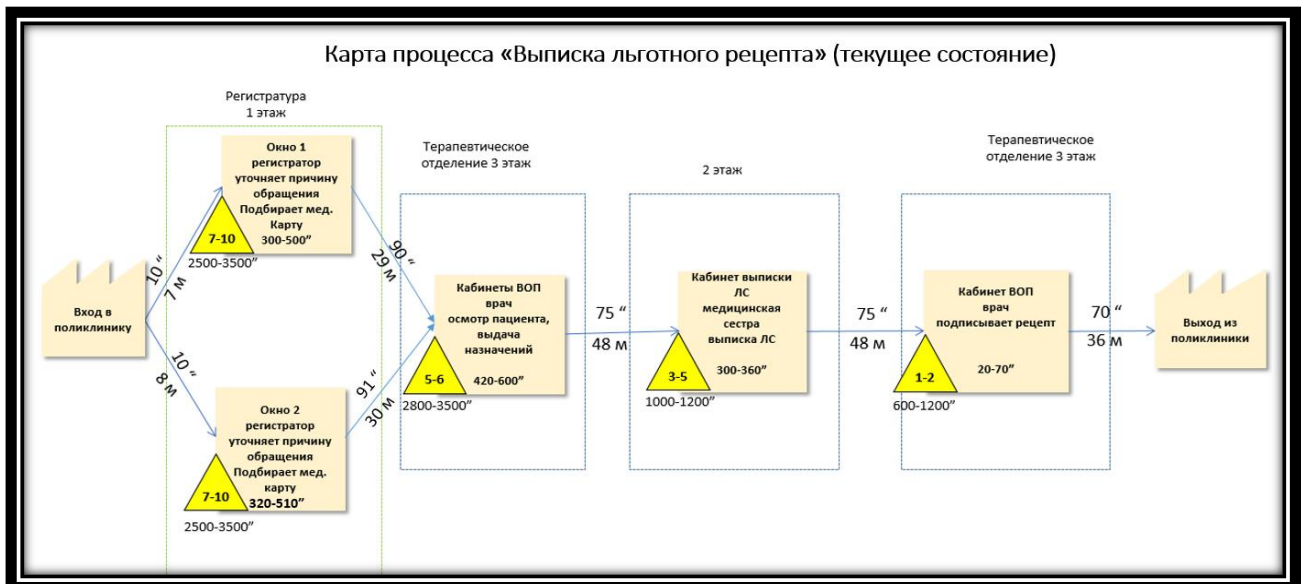 Карта процесса «Выписка льготного рецепта» (текущее состояние)
Регистратура
1 этаж
Окно 1
регистратор
уточняет причину
обращения
Подбирает мед.
Карту
300-500”
7-10
2500-3500”
10 “
7 м
Вход в
поликлинику
10 “
8 м
Окно 2
регистратор
уточняет причину
обращения
Подбирает мед.
карту
320-510”
7-10
2500-3500”
90 “
29 м
91 “
30 м
Терапевтическое
отделение 3 этаж
Кабинеты ВОП
врач
осмотр пациента,
выдача
назначений
420-600”
5-6
2800-3500”
75 “
48 м
2 этаж
Кабинет выписки
ЛС
медицинская
сестра
выписка ЛС
300-360”
3-5
1000-1200”
75 “
48 м
Терапевтическое
отделение 3 этаж
Кабинет ВОП
врач
подписывает рецепт
20-70”
1-2
600-1200”
70 “
36 м
Выход из
поликлиники